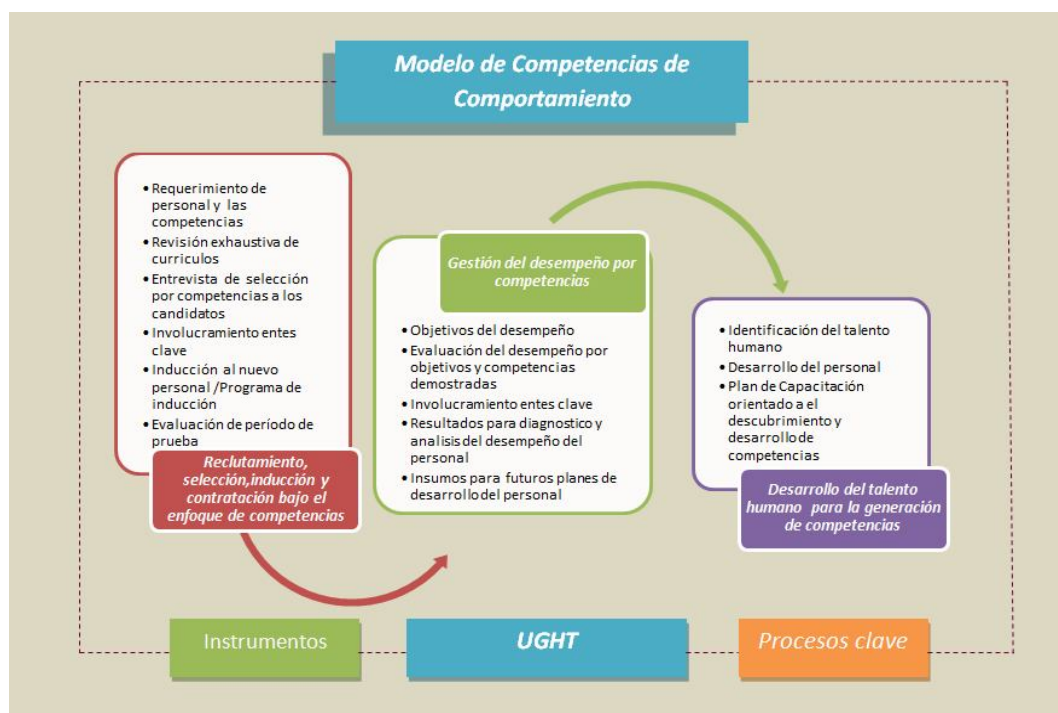 Modelo de Competencias de
Comportamiento
• Requerimiento de
personal y las
competencias
• Revisión exhaustiva de
curriculos
• Entrevista de selección
por competencias a los
candidatos
• Involucramiento entes
clave
• Inducción al nuevo
personal /Programa de
inducción
• Evaluación de período de
prueba
Reclutamiento,
selección,inducción y
contratación bajo el
enfoque de competencias
Gestión del desempeño por
competencias
• Objetivos del desempeño
• Evaluación del desempeño por
objetivos y competencias
demostradas
• Involucramiento entes clave
• Resultados para diagnostico y
analisis del desempeño del
personal
• Insumos para futuros planes de
desarrollo del personal
• Identificación del talento
humano
• Desarrollo del personal
• Plan de Capacitación
orientado a el
descubrimiento y
desarrollo de
competencias
Desarrollo del talento
humano para la generación
de competencias
Instrumentos
UGHT
Procesos clave